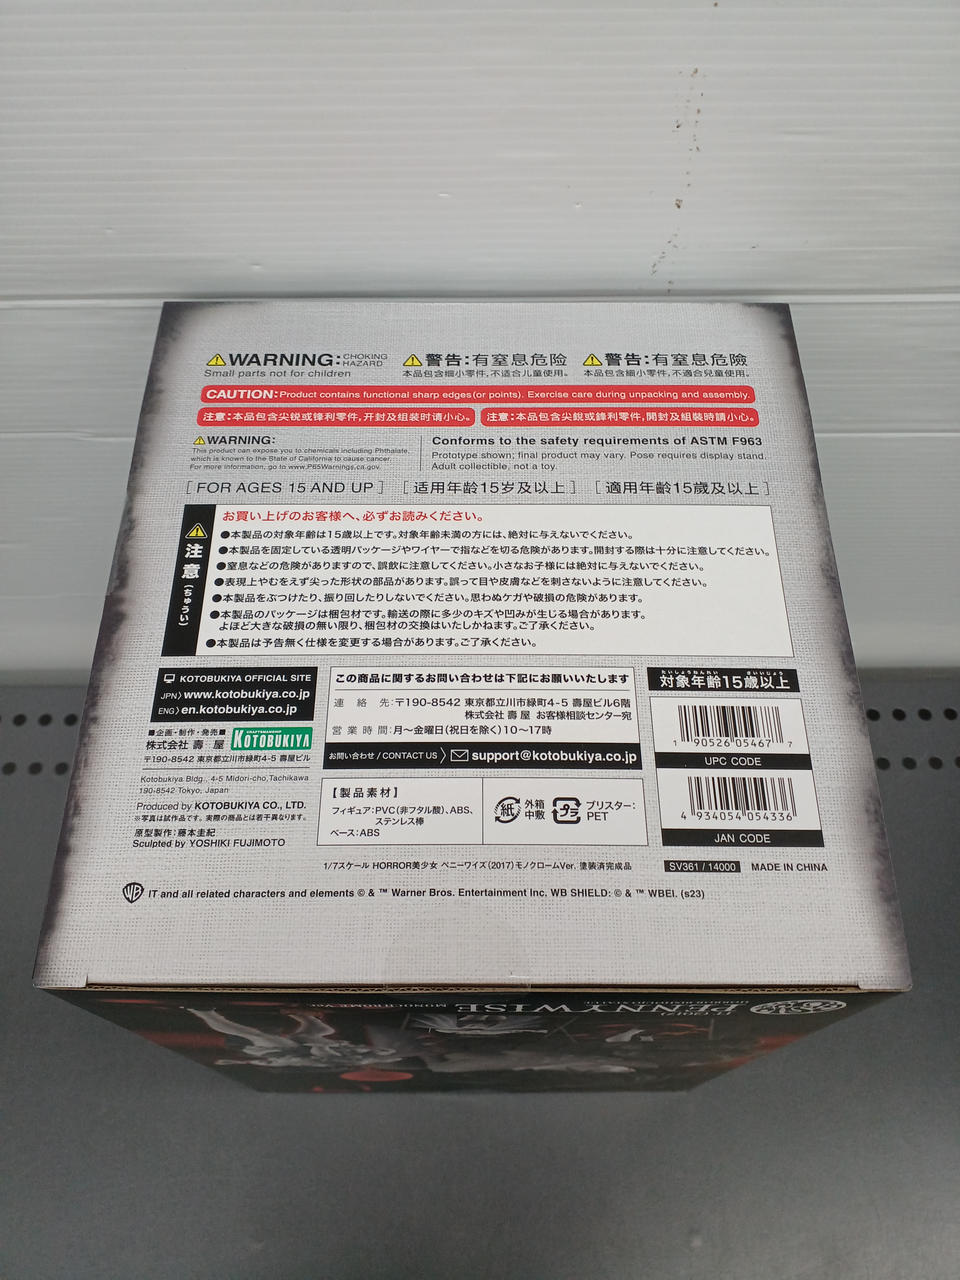 WARNING: CHOKING HAZARD
Small parts not for children
警告:有窒息危险
本品包含细小零件,不适合儿童使用。
警告:有窒息危險
本品包含細小零件,不適合兒童使用。
CAUTION:Product contains functional sharp edges(or points). Exercise care during unpacking and assembly.
注意:本品包含尖锐或锋利零件,开封及组装时请小心。
注意:本品包含尖銳或鋒利零件,開封及組裝時請小心。
WARNING:
This product can expose you to chemicals including Phthalate,
which is known to the State of California to cause cancer.
For more information, go to www.P65Warnings.ca.gov.
Conforms to the safety requirements of ASTM F963
Prototype shown; final product may vary. Pose requires display stand.
Adult collectible, not a toy.
[FOR AGES 15 AND UP]
[适用年龄15岁及以上]
[適用年齡15歲及以上]
注意(ちゅうい)
お買い上げのお客様へ、必ずお読みください。
●本製品の対象年齢は15歳以上です。対象年齢未満の方には、絶対に与えないでください。
●本製品を固定している透明パッケージやワイヤーで指などを切る危険があります。開封する際は十分に注意してください。
●窒息などの危険がありますので、誤飲に注意してください。小さなお子様には絶対に与えないでください。
●表現上やむをえず尖った形状の部品があります。誤って目や皮膚などを刺さないように注意してください。
●本製品をぶつけたり、振り回したりしないでください。思わぬケガや破損の危険があります。
●本製品のパッケージは梱包材です。輸送の際に多少のキズや凹みが生じる場合があります。
よほど大きな破損の無い限り、梱包材の交換はいたしかねます。ご了承ください。
●本製品は予告無く仕様を変更する場合があります。ご了承ください。
KOTOBUKIYA OFFICIAL SITE
JPN〉www.kotobukiya.co.jp
ENG〉en.kotobukiya.co.jp
■企画・制作・発売■
株式会社 壽 屋
CRAFTSMANSHIP
KOTOBUKIYA
〒190-8542 東京都立川市緑町4-5 壽屋ビル
Kotobukiya Bldg., 4-5 Midori-cho,Tachikawa
190-8542 Tokyo, Japan
Produced by KOTOBUKIYA CO., LTD.
※写真は試作品です。実際の商品とは若干異なります。
原型製作:藤本圭紀
Sculpted by YOSHIKI FUJIMOTO
この商品に関するお問い合わせは下記にお願いいたします
連絡先:〒190-8542 東京都立川市緑町4-5 壽屋ビル6階
株式会社 壽 屋 お客様相談センター宛
営業時間:月〜金曜日(祝日を除く)10〜17時
お問い合わせ / CONTACT US
support@kotobukiya.co.jp
【製品素材】
フィギュア:PVC(非フタル酸)、ABS、
ステンレス棒
ベース:ABS
紙
外箱
中敷
プラ
ブリスター:
PET
たいしょうねんれい さいいじょう
対象年齢15歳以上
1 90526 05467 7
UPC CODE
4 934054 054336
JAN CODE
1/7スケール HORROR美少女 ペニーワイズ(2017)モノクロームVer. 塗装済完成品
SV361 / 14000
MADE IN CHINA
WB
IT and all related characters and elements © & ™ Warner Bros. Entertainment Inc. WB SHIELD: © & ™ WBEI. (s23)
PENNYWISE
MONOCHROME Ver.